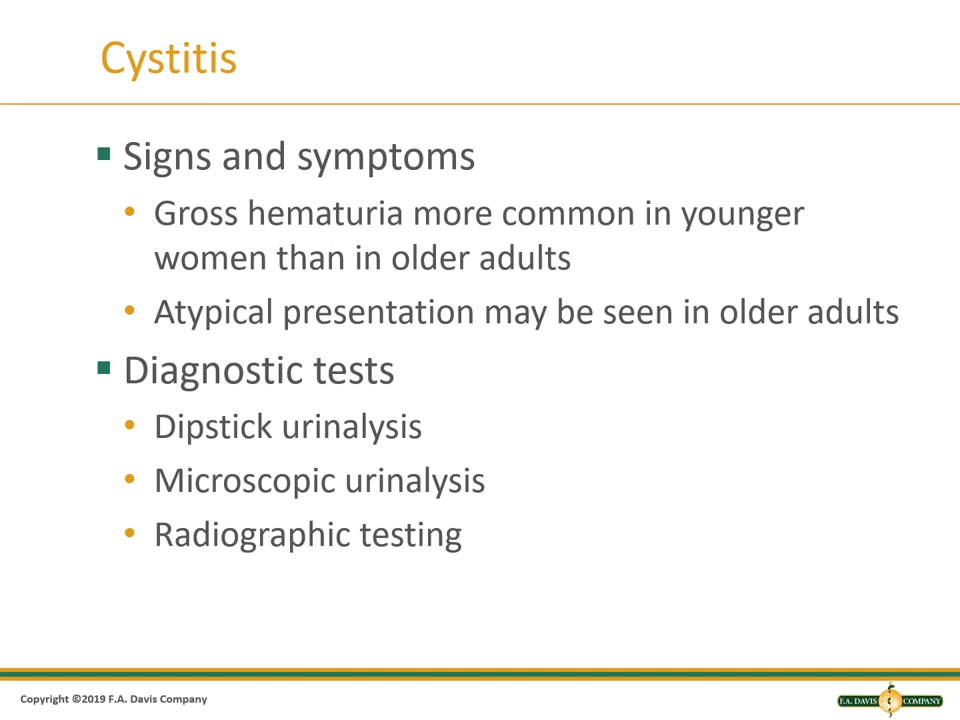 Cystitis
▪ Signs and symptoms
• Gross hematuria more common in younger
women than in older adults
• Atypical presentation may be seen in older adults
▪ Diagnostic tests
• Dipstick urinalysis
• Microscopic urinalysis
• Radiographic testing
Copyright ©2019 F.A. Davis Company
F.A. DAVIS COMPANY